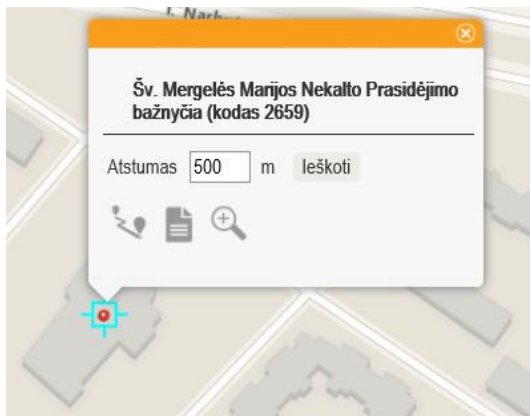 Šv. Mergelės Marijos Nekalto Prasidėjimo
bažnyčia (kodas 2659)
Atstumas 500 m Ieškoti